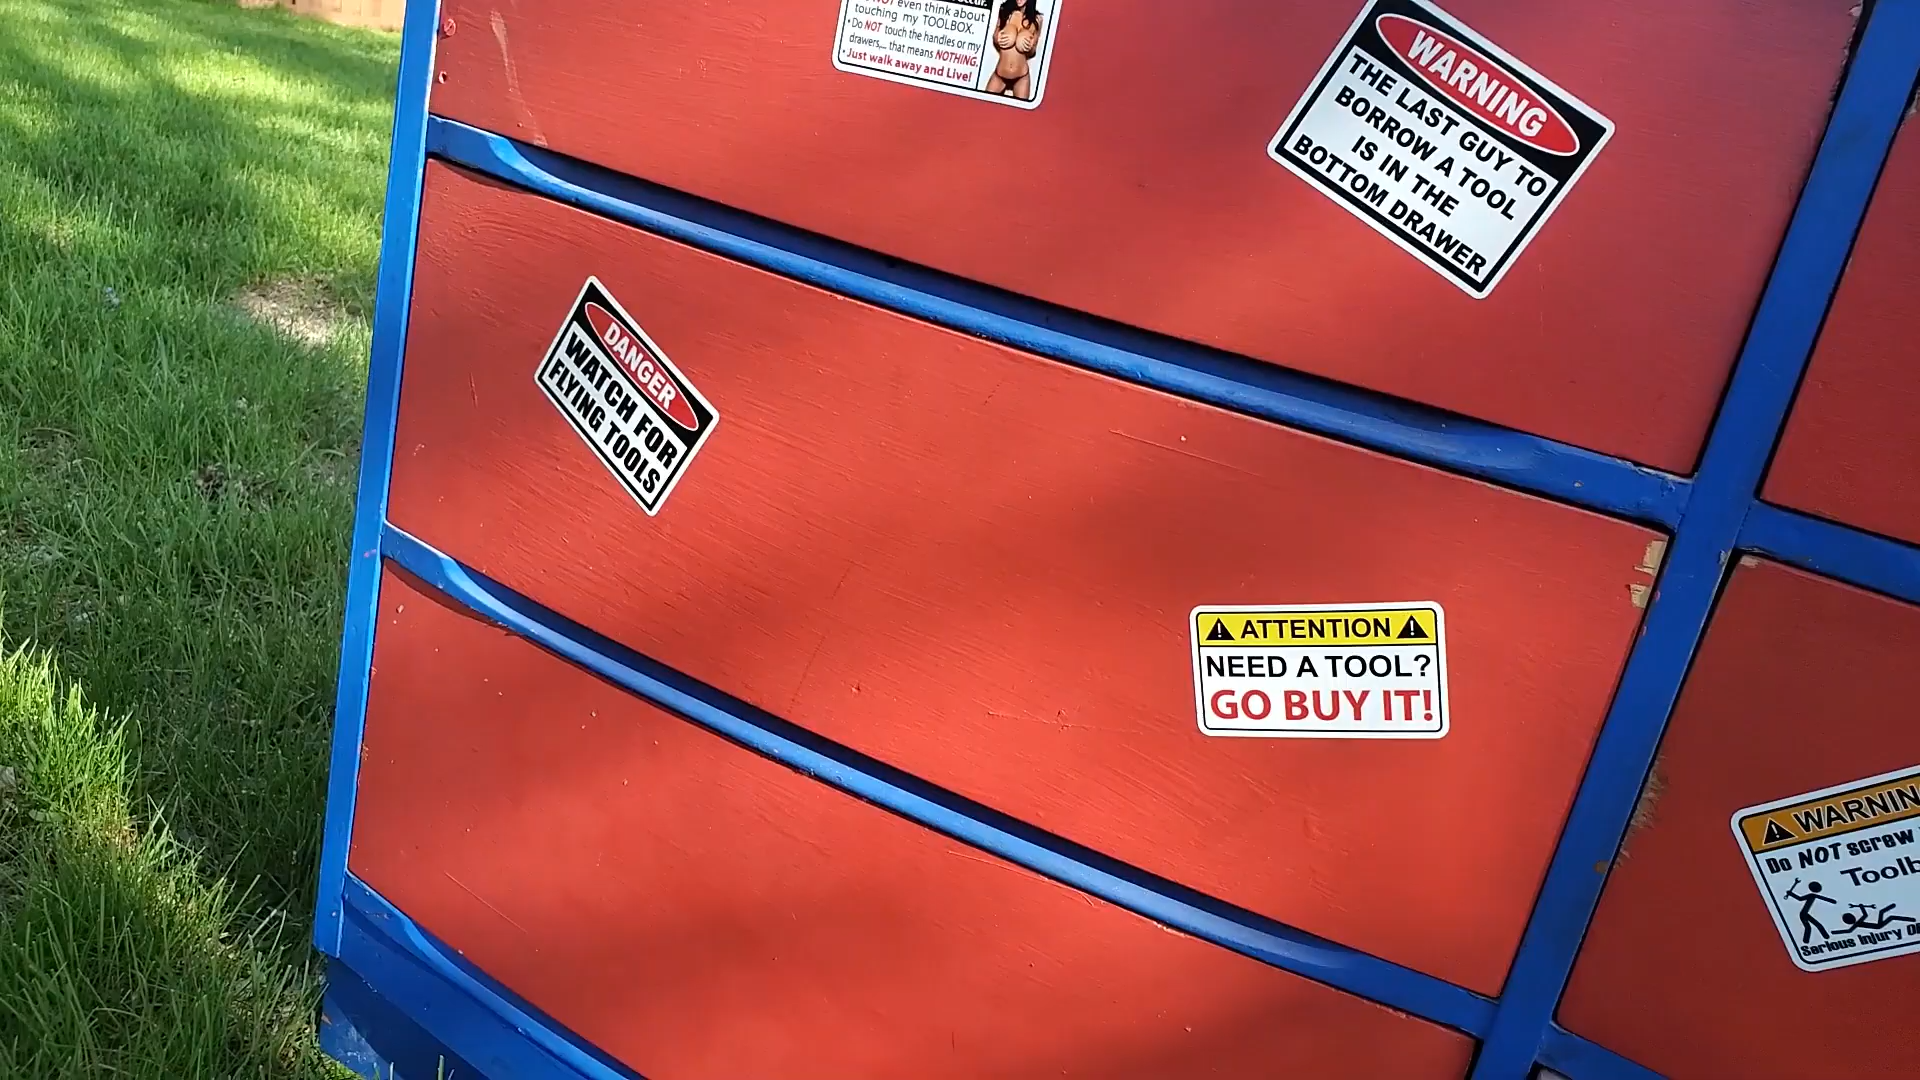 NOT even think about
touching my TOOLBOX.
• Do NOT touch the handles or my
drawers,... that means NOTHING.
• Just walk away and Live!
WARNING
THE LAST GUY TO
BORROW A TOOL
IS IN THE
BOTTOM DRAWER
DANGER
WATCH FOR
FLYING TOOLS
ATTENTION
NEED A TOOL?
GO BUY IT!
WARNIN
Do NOT screw
Toolb
Serious Injury